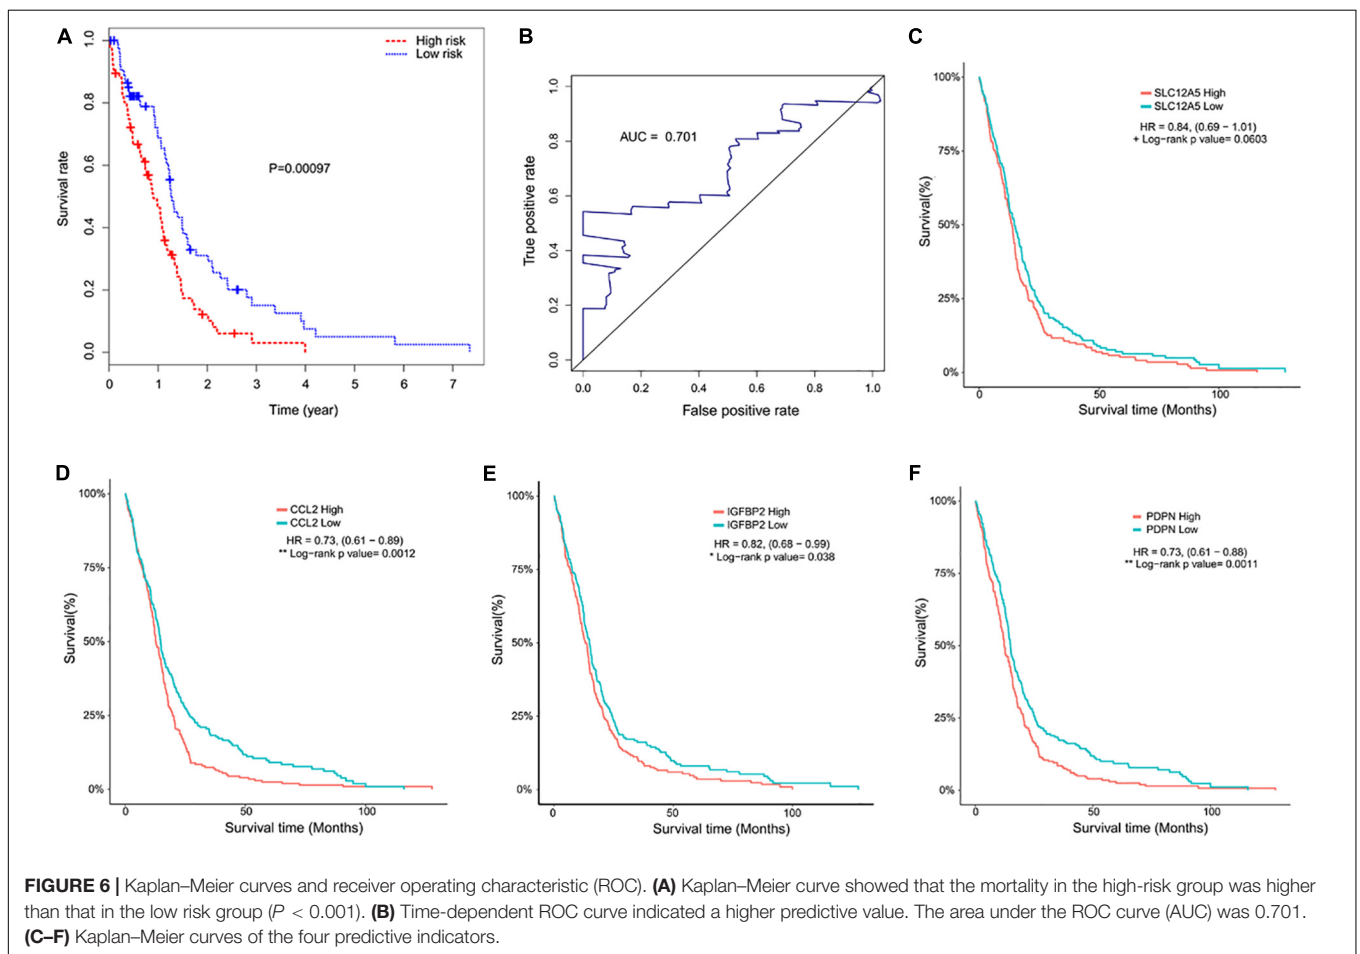 A
1.0
0.8
0.6
0.4
0.2
0.0
Survival rate
High risk
Low risk
P=0.00097
0 1 2 3 4 5 6 7
Time (year)
B
1.0
0.8
0.6
0.4
0.2
0.0
True positive rate
AUC = 0.701
0.0 0.2 0.4 0.6 0.8 1.0
False positive rate
C
100%
75%
50%
25%
0%
Survival(%)
SLC12A5 High
SLC12A5 Low
HR = 0.84, (0.69 − 1.01)
+ Log−rank p value= 0.0603
0 50 100
Survival time (Months)
D
100%
75%
50%
25%
0%
Survival(%)
CCL2 High
CCL2 Low
HR = 0.73, (0.61 − 0.89)
** Log−rank p value= 0.0012
0 50 100
Survival time (Months)
E
100%
75%
50%
25%
0%
Survival(%)
IGFBP2 High
IGFBP2 Low
HR = 0.82, (0.68 − 0.99)
* Log−rank p value= 0.038
0 50 100
Survival time (Months)
F
100%
75%
50%
25%
0%
Survival(%)
PDPN High
PDPN Low
HR = 0.73, (0.61 − 0.88)
** Log−rank p value= 0.0011
0 50 100
Survival time (Months)
FIGURE 6 | Kaplan–Meier curves and receiver operating characteristic (ROC). (A) Kaplan–Meier curve showed that the mortality in the high-risk group was higher
than that in the low risk group (P < 0.001). (B) Time-dependent ROC curve indicated a higher predictive value. The area under the ROC curve (AUC) was 0.701.
(C–F) Kaplan–Meier curves of the four predictive indicators.